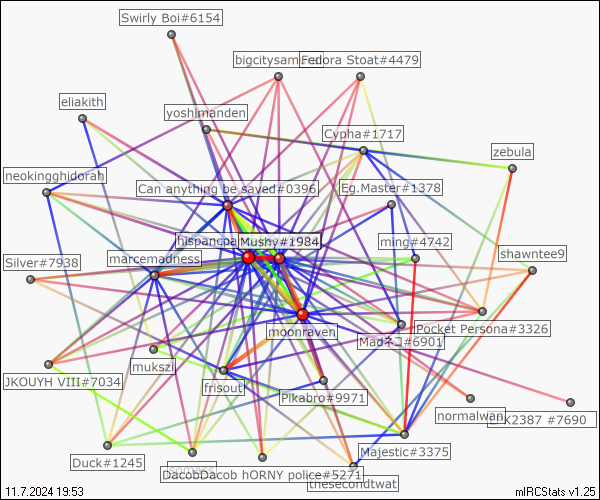 Swirly Boi#6154
bigcitysam
Fedora Stoat#4479
eliakith
yoshimanden
Cypha#1717
zebula
neokingghidorah
Can anything be saved#0396
Eg.Master#1378
hispanicpa
Mushy#1984
ming#4742
marcemadness
shawntee9
Silver#7938
moonraven
Pocket Persona#3326
Madネコ#6901
mukszi
JKOUYH VIII#7034
frisout
Pikabro#9971
normalwan
#2387 #7690
Majestic#3375
Duck#1245
DacobDacob hORNY police#5271
thesecondtwat
11.7.2024 19:53
mIRCStats v1.25